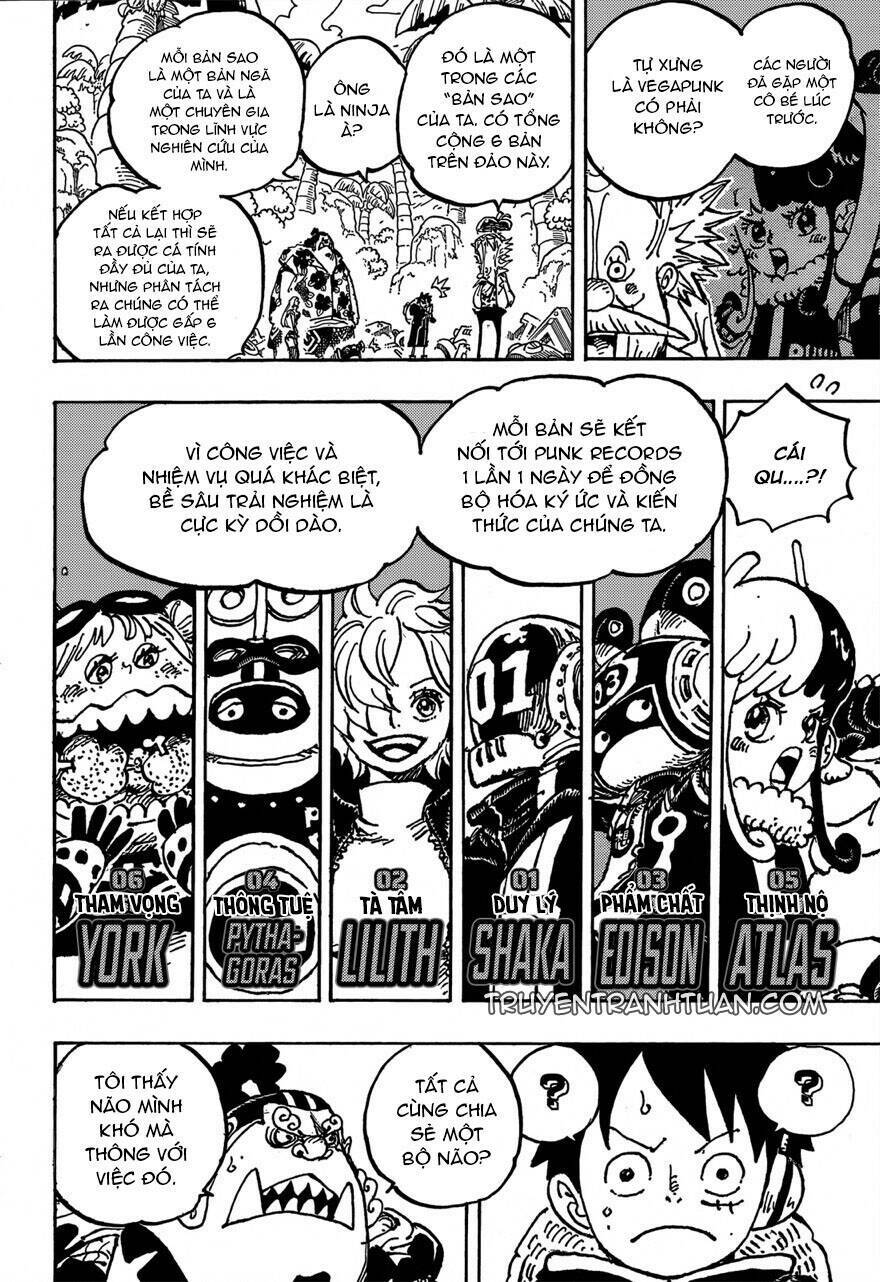 CÁC NGƯỜI
ĐÃ GẶP MỘT
CÔ BÉ LÚC
TRƯỚC.
TỰ XƯNG
LÀ VEGAPUNK
CÓ PHẢI
KHÔNG?
ĐÓ LÀ MỘT
TRONG CÁC
“BẢN SAO”
CỦA TA. CÓ TỔNG
CỘNG 6 BẢN
TRÊN ĐẢO NÀY.
ÔNG
LÀ NINJA
À?
MỖI BẢN SAO
LÀ MỘT BẢN NGÃ
CỦA TA VÀ LÀ
MỘT CHUYÊN GIA
TRONG LĨNH VỰC
NGHIÊN CỨU CỦA
MÌNH.
NẾU KẾT HỢP
TẤT CẢ LẠI THÌ SẼ
RA ĐƯỢC CÁ TÍNH
ĐẦY ĐỦ CỦA TA,
NHƯNG PHÂN TÁCH
RA CHÚNG CÓ THỂ
LÀM ĐƯỢC GẤP 6
LẦN CÔNG VIỆC.
CÁI
QU....?!
MỖI BẢN SẼ KẾT
NỐI TỚI PUNK RECORDS
1 LẦN 1 NGÀY ĐỂ ĐỒNG
BỘ HÓA KÝ ỨC VÀ KIẾN
THỨC CỦA CHÚNG TA.
VÌ CÔNG VIỆC VÀ
NHIỆM VỤ QUÁ KHÁC BIỆT,
BỀ SÂU TRẢI NGHIỆM LÀ
CỰC KỲ DỒI DÀO.
01
03
05
THỊNH NỘ
ATLAS
03
PHẨM CHẤT
EDISON
01
DUY LÝ
SHAKA
02
TÀ TÂM
LILITH
04
THÔNG TUỆ
PYTHA-
GORAS
06
THAM VỌNG
YORK
TRUYENTRANHTUAN.COM
?
?
TẤT CẢ
CÙNG CHIA
SẺ MỘT
BỘ NÃO?
TÔI THẤY
NÃO MÌNH
KHÓ MÀ
THÔNG VỚI
VIỆC ĐÓ.